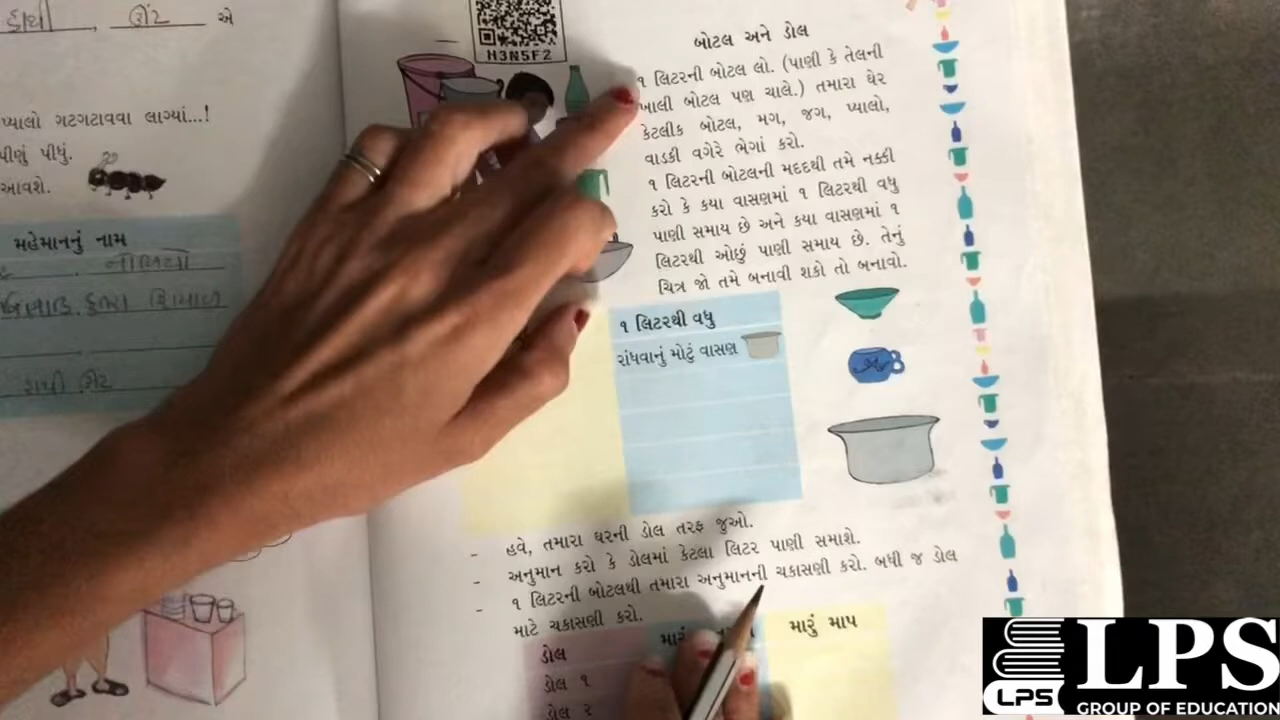 હાથી , ઊંટ એ
પ્યાલો ગટગટાવવા લાગ્યાં...!
પીણું પીધું.
આવશે.
મહેમાનનું નામ
H3N5F2
બોટલ અને ડોલ
૧ લિટરની બોટલ લો. (પાણી કે તેલની
ખાલી બોટલ પણ ચાલે.) તમારા ઘેર
કેટલીક બોટલ, મગ, જગ, પ્યાલો,
વાડકી વગેરે ભેગાં કરો.
૧ લિટરની બોટલની મદદથી તમે નક્કી
કરો કે કયા વાસણમાં ૧ લિટરથી વધુ
પાણી સમાય છે અને કયા વાસણમાં ૧
લિટરથી ઓછું પાણી સમાય છે. તેનું
ચિત્ર જો તમે બનાવી શકો તો બનાવો.
૧ લિટરથી વધુ
રાંધવાનું મોટું વાસણ
- હવે, તમારા ઘરની ડોલ તરફ જુઓ.
- અનુમાન કરો કે ડોલમાં કેટલા લિટર પાણી સમાશે.
- ૧ લિટરની બોટલથી તમારા અનુમાનની ચકાસણી કરો. બધી જ ડોલ
માટે ચકાસણી કરો.
ડોલ
મારું માપ
ડોલ ૧
ડોલ ૨
LPS
LPS
GROUP OF EDUCATION